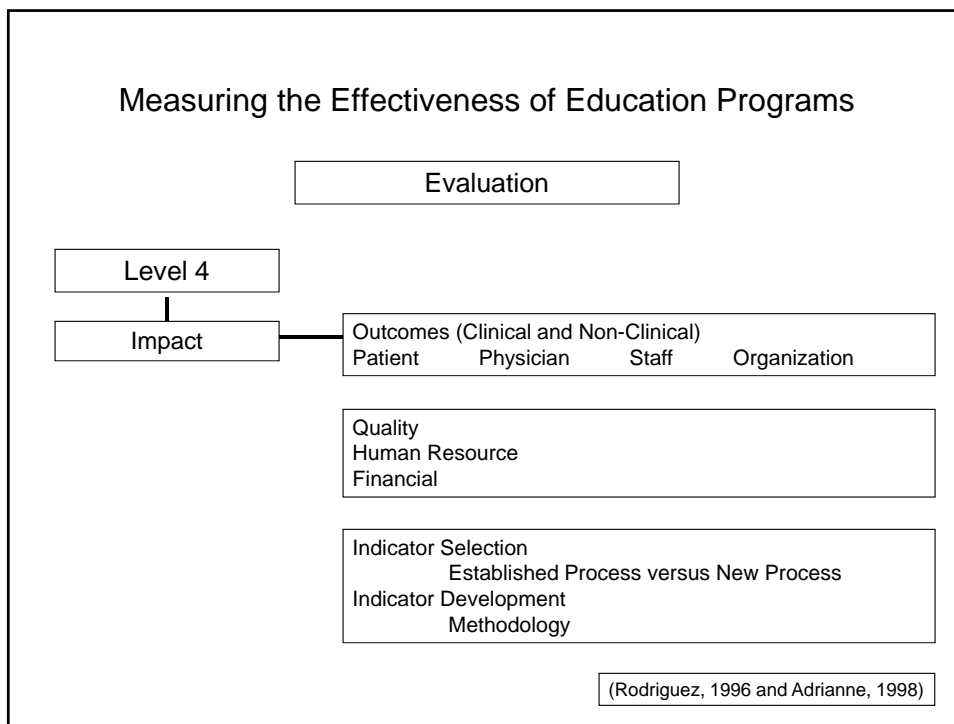 Measuring the Effectiveness of Education Programs
Evaluation
Level 4
Impact
Outcomes (Clinical and Non-Clinical)
Patient Physician Staff Organization
Quality
Human Resource
Financial
Indicator Selection
Established Process versus New Process
Indicator Development
Methodology
(Rodriguez, 1996 and Adrianne, 1998)